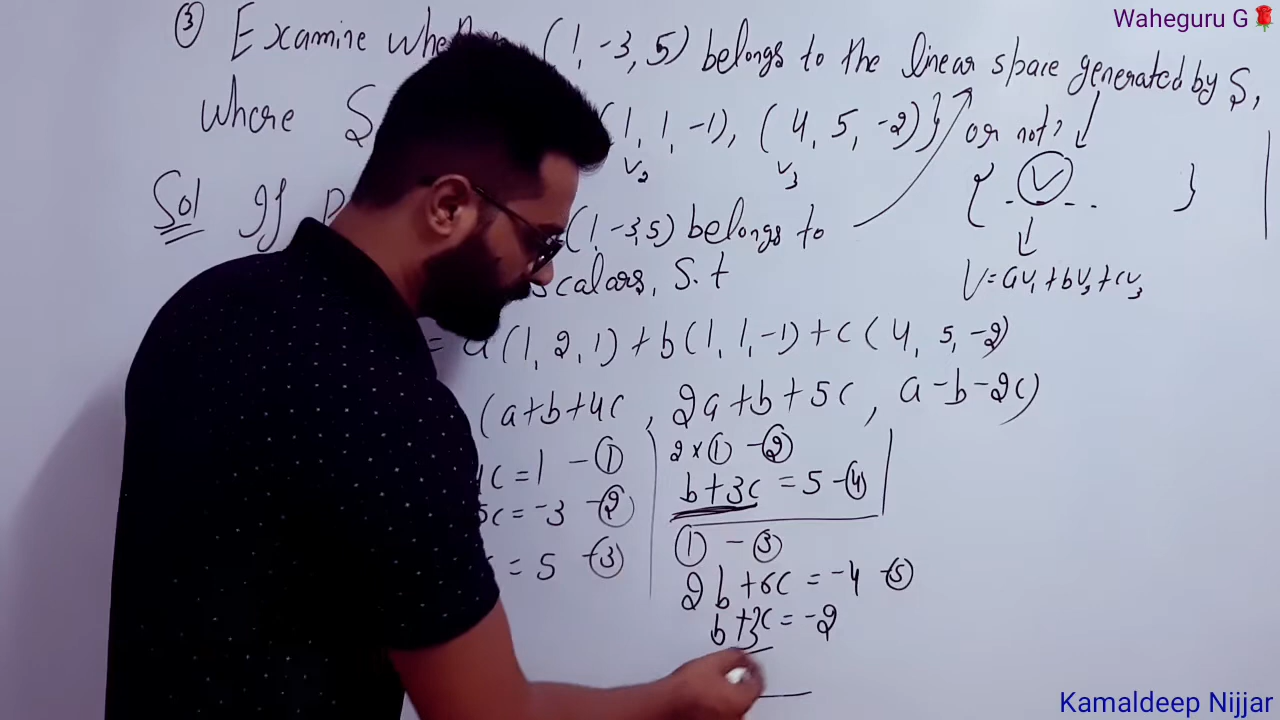 Waheguru G🌹
③ Examine (1, -3, 5) belongs to the linear space generated by S,
where S (1, 1, -1), (4, 5, -2)} or not?
v₂ v₃
{ . V . . }
Sol If (1, -3, 5) belongs to
scalars, S.t
V = av₁ + bv₂ + cv₃
= a(1, 2, 1) + b(1, 1, -1) + c(4, 5, -2)
(a+b+4c, 2a+b+5c, a-b-2c)
4c = 1 - ①
5c = -3 - ②
= 5 - ③
2 × ① - ②
b + 3c = 5 - ④
① - ③
2b + 6c = -4 - ⑤
b + 3c = -2
Kamaldeep Nijjar